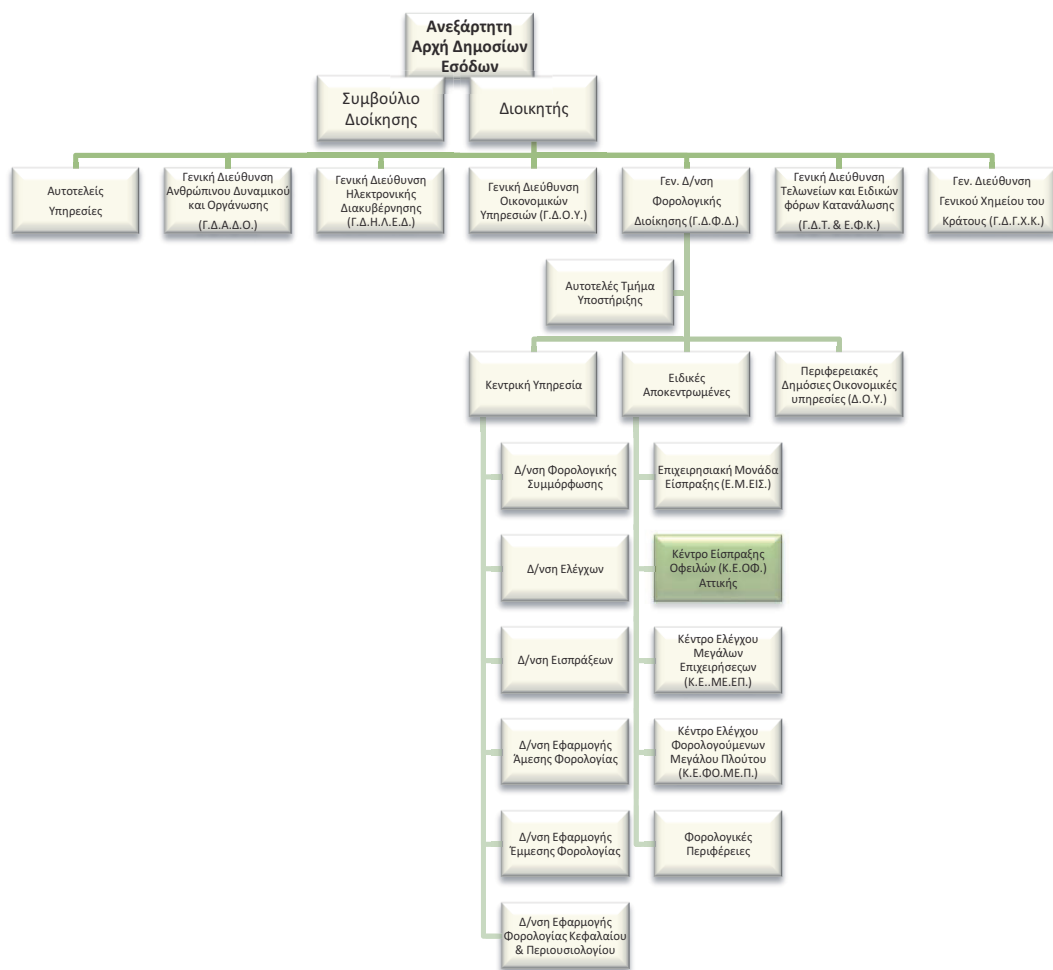 Ανεξάρτητη
Αρχή Δημοσίων
Εσόδων
Συμβούλιο
Διοίκησης
Διοικητής
Αυτοτελείς
Υπηρεσίες
Γενική Διεύθυνση
Ανθρώπινου Δυναμικού
και Οργάνωσης
(Γ.Δ.Α.Δ.Ο.)
Γενική Διεύθυνση
Ηλεκτρονικής
Διακυβέρνησης
(Γ.Δ.Η.Λ.Ε.Δ.)
Γενική Διεύθυνση
Οικονομικών
Υπηρεσιών (Γ.Δ.Ο.Υ.)
Γεν. Δ/νση
Φορολογικής
Διοίκησης (Γ.Δ.Φ.Δ.)
Γενική Διεύθυνση
Τελωνείων και Ειδικών
φόρων Κατανάλωσης
(Γ.Δ.Τ. & Ε.Φ.Κ.)
Γεν. Διεύθυνση
Γενικού Χημείου του
Κράτους (Γ.Δ.Γ.Χ.Κ.)
Αυτοτελές Τμήμα
Υποστήριξης
Κεντρική Υπηρεσία
Ειδικές
Αποκεντρωμένες
Περιφερειακές
Δημόσιες Οικονομικές
υπηρεσίες (Δ.Ο.Υ.)
Δ/νση Φορολογικής
Συμμόρφωσης
Δ/νση Ελέγχων
Δ/νση Εισπράξεων
Δ/νση Εφαρμογής
Άμεσης Φορολογίας
Δ/νση Εφαρμογής
Έμμεσης Φορολογίας
Δ/νση Εφαρμογής
Φορολογίας Κεφαλαίου
& Περιουσιολογίου
Επιχειρησιακή Μονάδα
Είσπραξης (Ε.Μ.ΕΙΣ.)
Κέντρο Είσπραξης
Οφειλών (Κ.Ε.ΟΦ.)
Αττικής
Κέντρο Ελέγχου
Μεγάλων
Επιχειρήσεςων
(Κ.Ε..ΜΕ.ΕΠ.)
Κέντρο Ελέγχου
Φορολογούμενων
Μεγάλου Πλούτου
(Κ.Ε.ΦΟ.ΜΕ.Π.)
Φορολογικές
Περιφέρειες